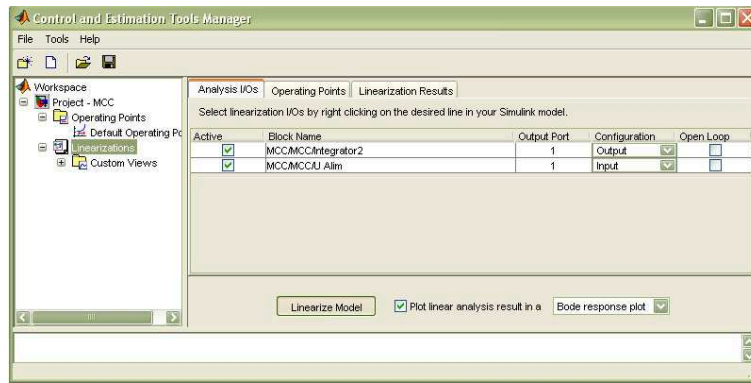 Control and Estimation Tools Manager
File Tools Help
Workspace
Project - MCC
Operating Points
Default Operating Po
Linearizations
Custom Views
Analysis I/Os Operating Points Linearization Results
Select linearization I/Os by right clicking on the desired line in your Simulink model.
Active Block Name Output Port Configuration Open Loop
MCC/MCC/Integrator2 1 Output
MCC/MCC/U Alim 1 Input
Linearize Model Plot linear analysis result in a Bode response plot